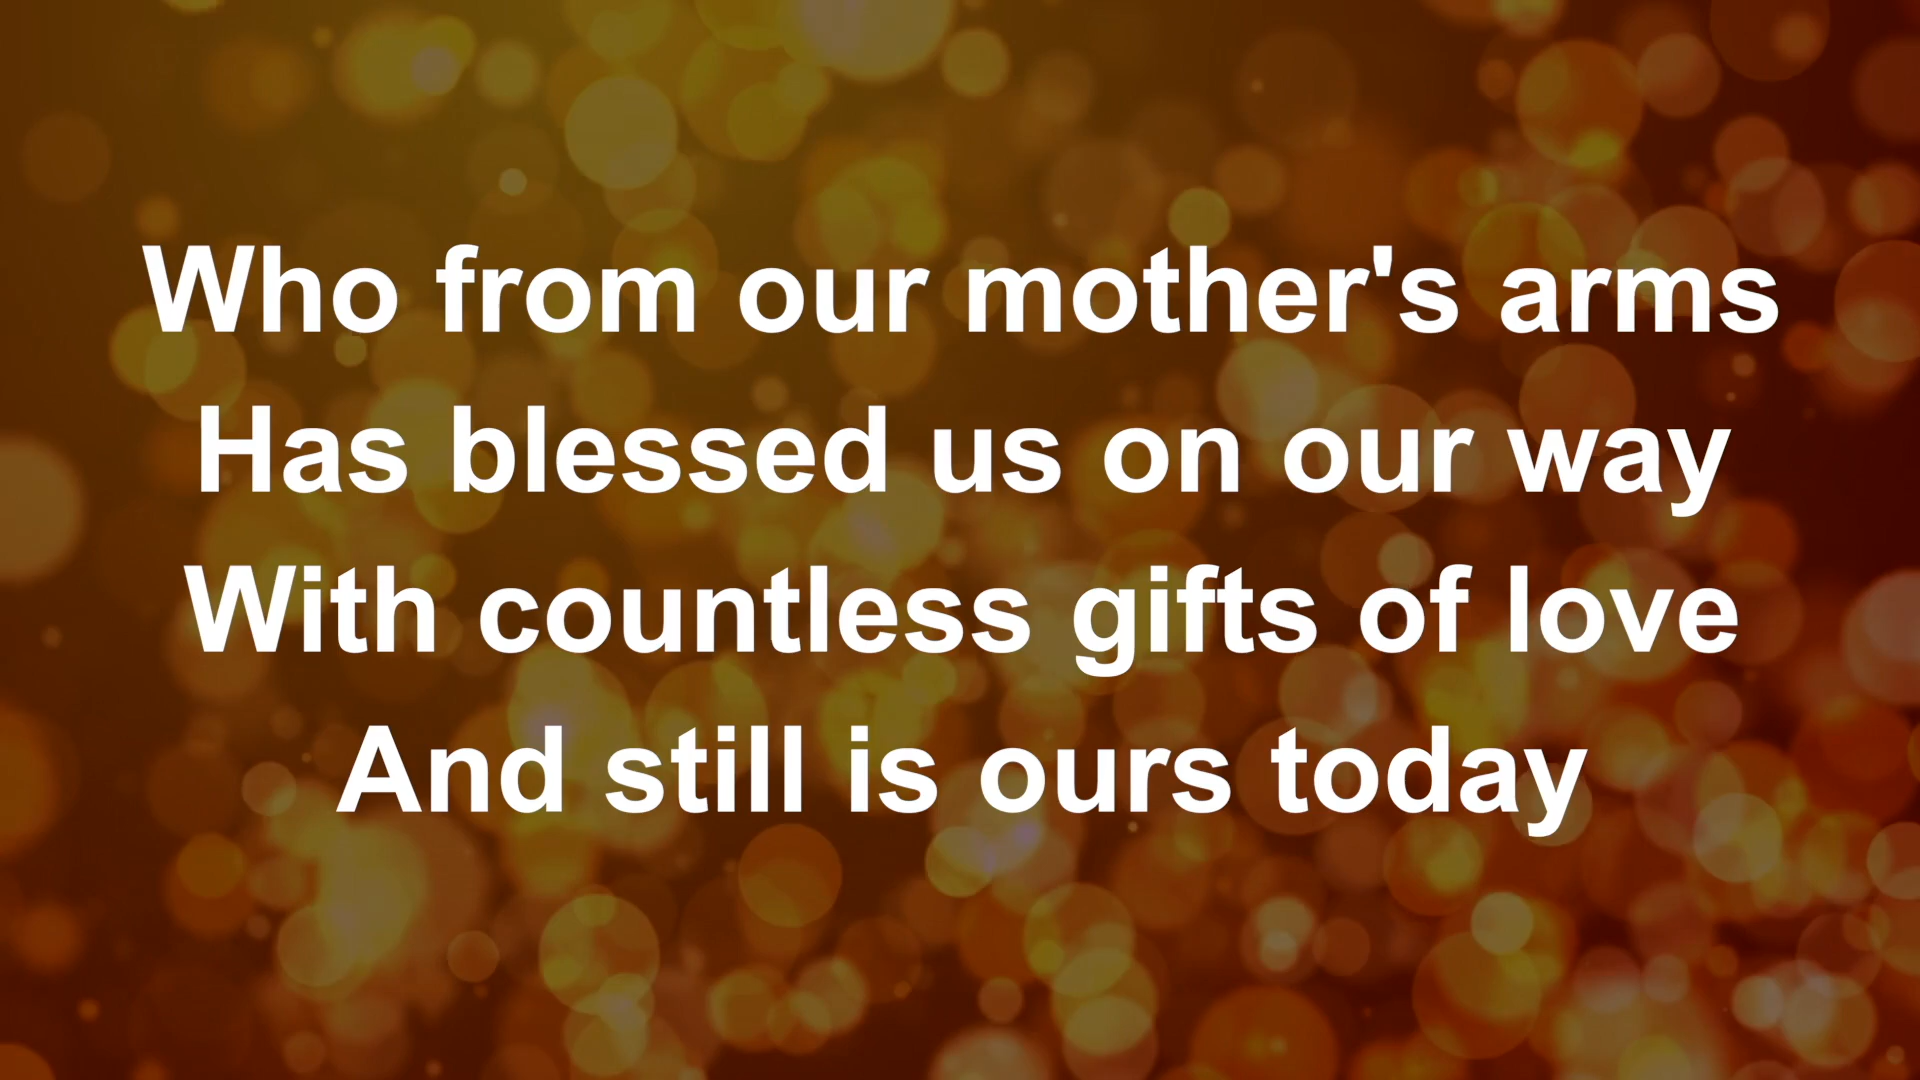 Who from our mother's arms
Has blessed us on our way
With countless gifts of love
And still is ours today